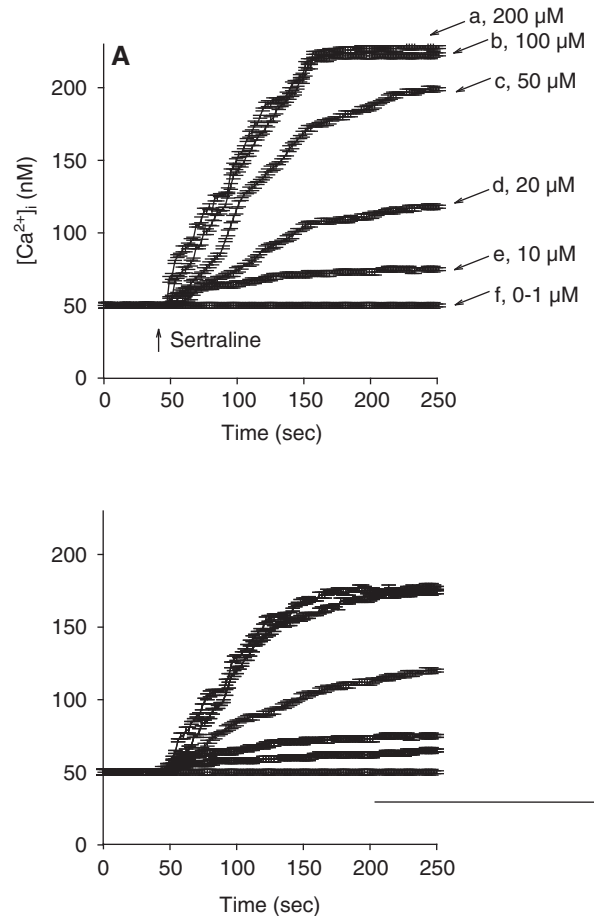 A
a, 200 µM
b, 100 µM
c, 50 µM
d, 20 µM
e, 10 µM
f, 0-1 µM
[Ca2+]i (nM)
200
150
100
50
0
Sertraline
0 50 100 150 200 250
Time (sec)
200
150
100
50
0
0 50 100 150 200 250
Time (sec)